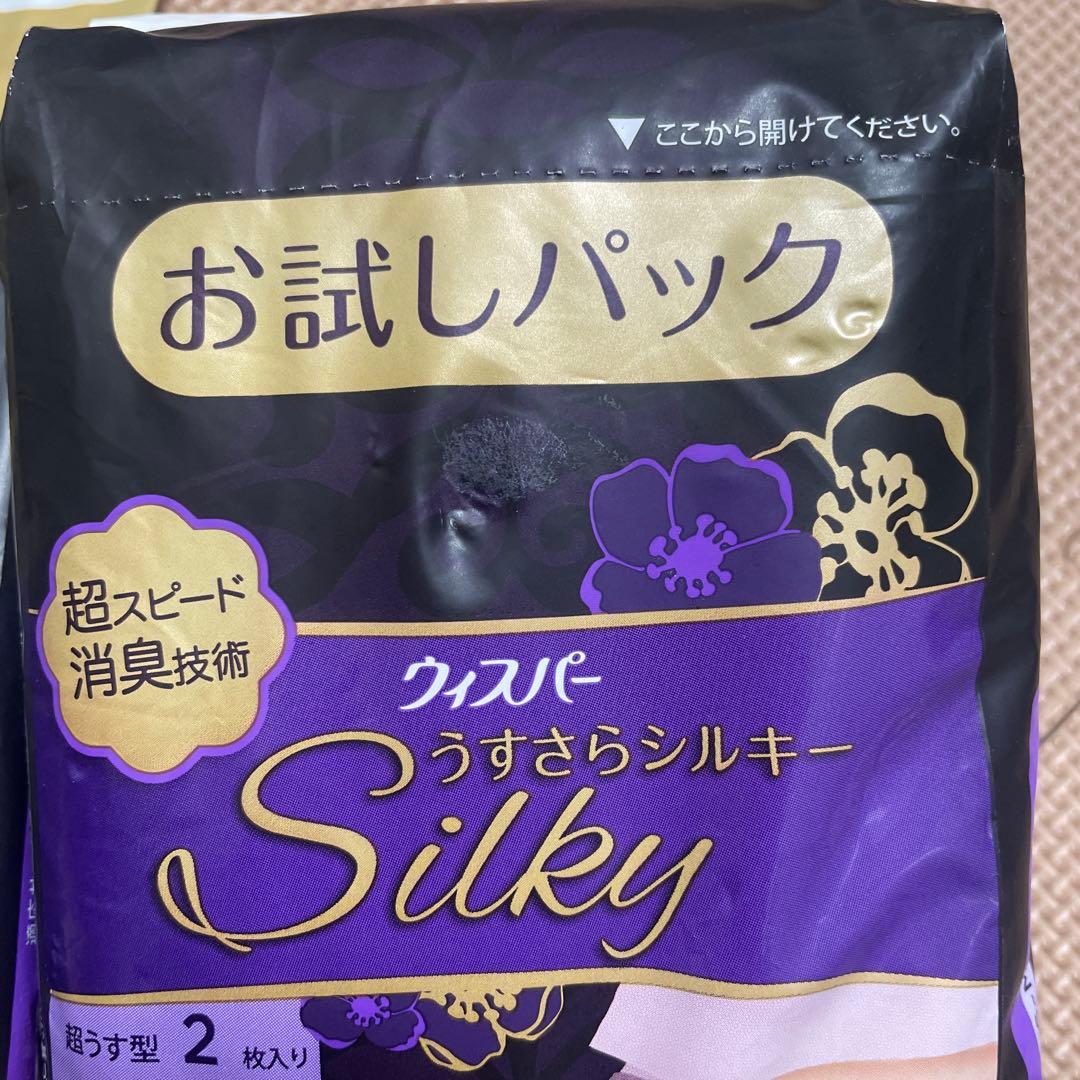 ▼ ここから開けてください。
お試しパック
超スピード
消臭技術
ウィスパー
うすさらシルキー
Silky
超うす型 2 枚入り